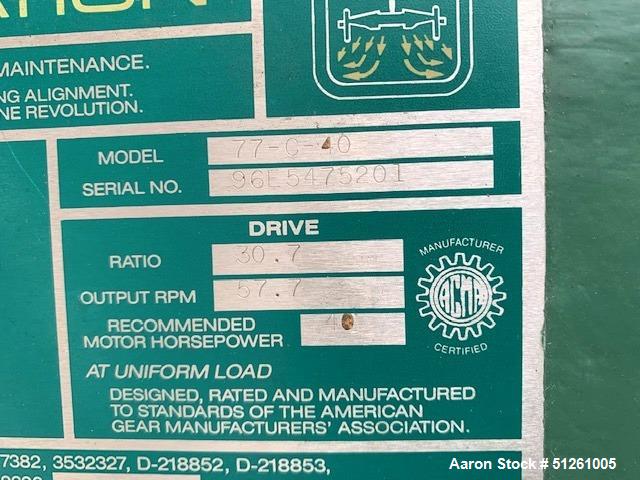 MAINTENANCE.
NG ALIGNMENT.
NE REVOLUTION.
MODEL 77-C-40
SERIAL NO. 96E5475201
DRIVE
RATIO 30.7
OUTPUT RPM 57.7
RECOMMENDED
MOTOR HORSEPOWER 40
MANUFACTURER
AGMA
CERTIFIED
AT UNIFORM LOAD
DESIGNED, RATED AND MANUFACTURED
TO STANDARDS OF THE AMERICAN
GEAR MANUFACTURERS' ASSOCIATION.
7382, 3532327, D-218852, D-218853,
Aaron Stock # 51261005